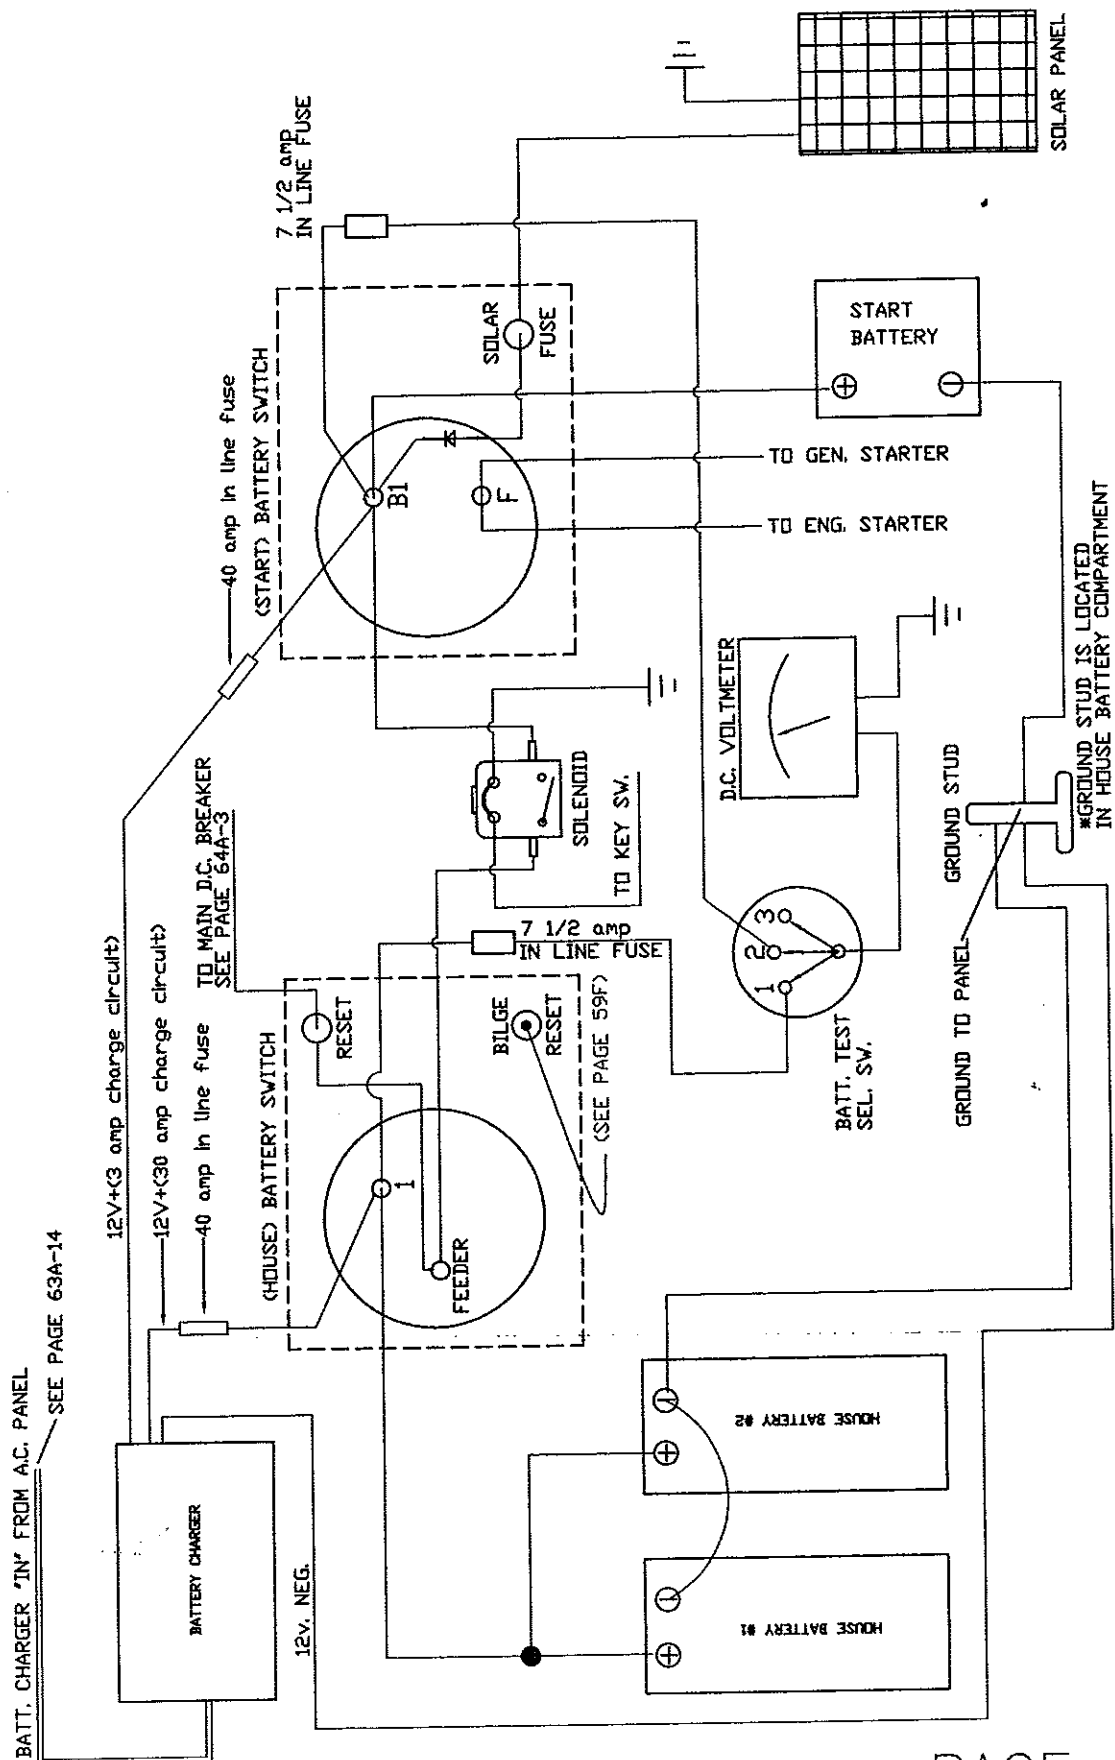 BATT. CHARGER "IN" FROM A.C. PANEL
SEE PAGE 63A-14
BATTERY CHARGER
12v. NEG.
12V+(3 amp charge circuit)
12V+(30 amp charge circuit)
40 amp in line fuse
TO MAIN D.C. BREAKER
SEE PAGE 64A-3
(HOUSE) BATTERY SWITCH
RESET
1
FEEDER
BILGE
RESET
(SEE PAGE 59F)
7 1/2 amp
IN LINE FUSE
40 amp in line fuse
(START) BATTERY SWITCH
B1
F
SOLAR
FUSE
7 1/2 amp
IN LINE FUSE
SOLENOID
TO KEY SW.
TO GEN. STARTER
TO ENG. STARTER
START
BATTERY
SOLAR PANEL
D.C. VOLTMETER
1
2
3
BATT. TEST
SEL. SW.
GROUND STUD
GROUND TO PANEL
*GROUND STUD IS LOCATED
IN HOUSE BATTERY COMPARTMENT
HOUSE BATTERY #1
HOUSE BATTERY #2